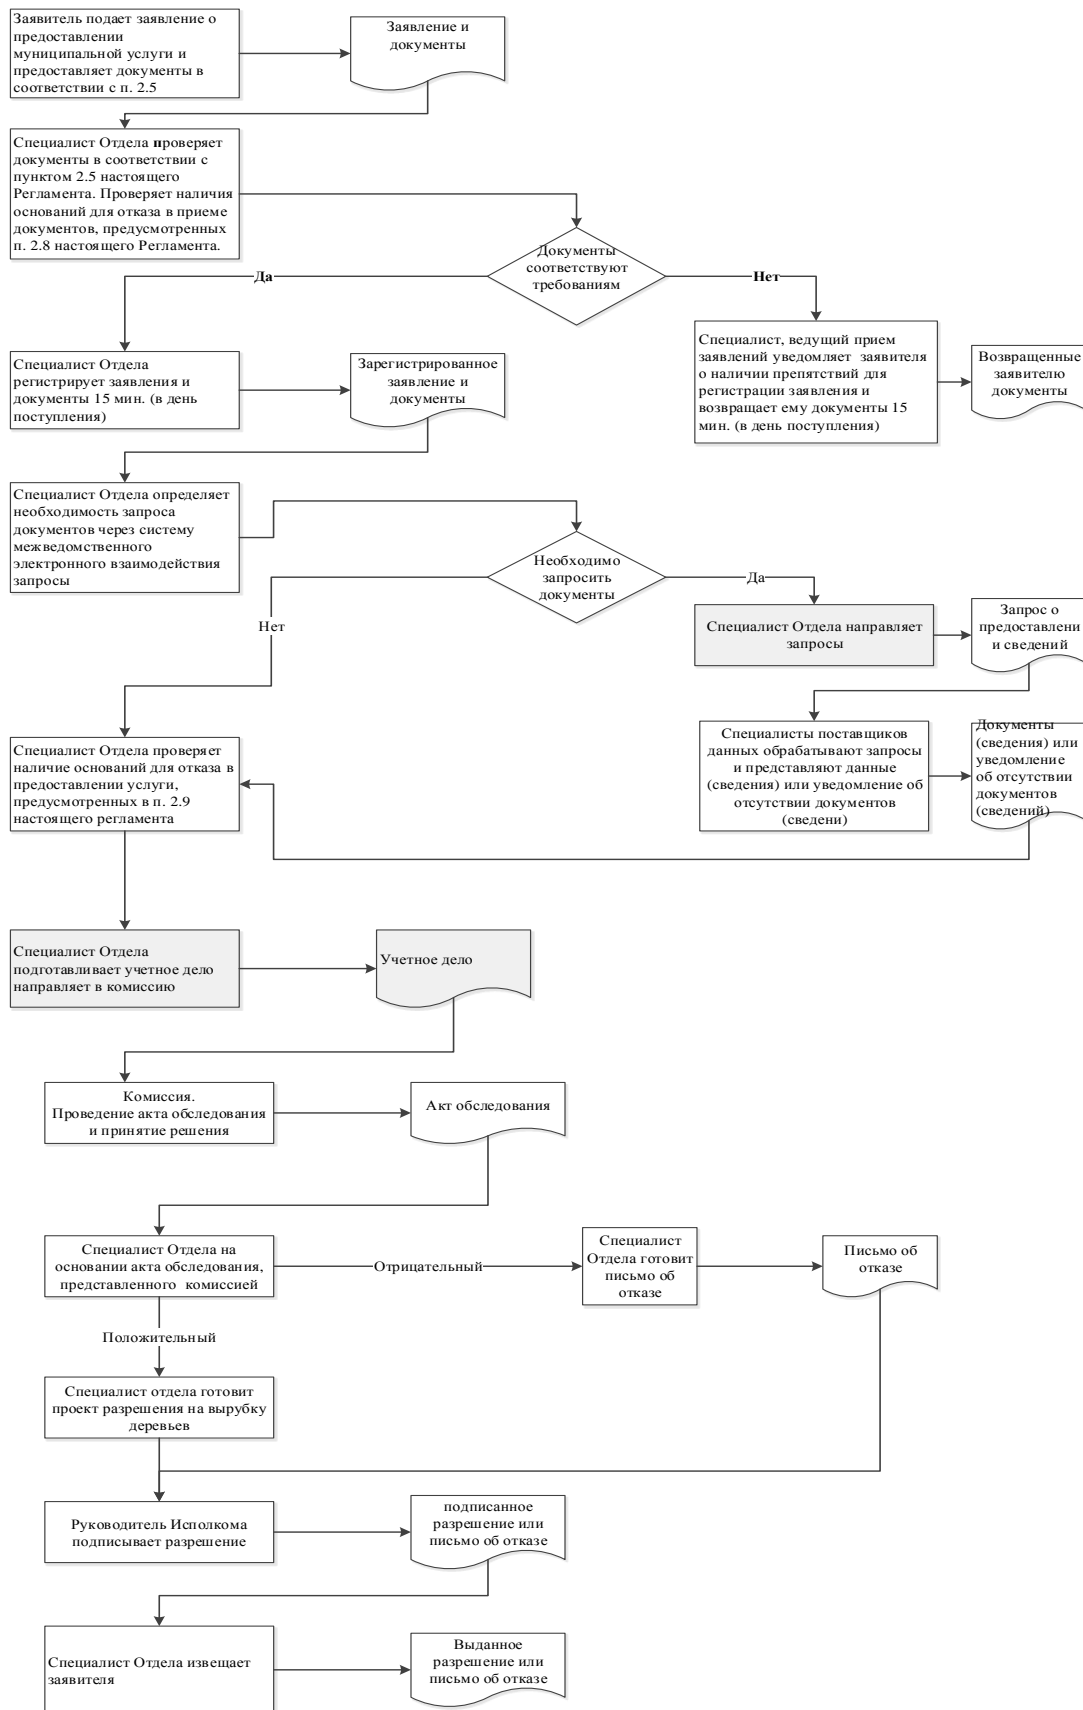 Заявитель подает заявление о
предоставлении
муниципальной услуги и
предоставляет документы в
соответствии с п. 2.5
Заявление и
документы
Специалист Отдела проверяет
документы в соответствии с
пунктом 2.5 настоящего
Регламента. Проверяет наличия
оснований для отказа в приеме
документов, предусмотренных
п. 2.8 настоящего Регламента.
Документы
соответствуют
требованиям
Да
Нет
Специалист Отдела
регистрирует заявления и
документы 15 мин. (в день
поступления)
Зарегистрированное
заявление и
документы
Специалист, ведущий прием
заявлений уведомляет заявителя
о наличии препятствий для
регистрации заявления и
возвращает ему документы 15
мин. (в день поступления)
Возвращенные
заявителю
документы
Специалист Отдела определяет
необходимость запроса
документов через систему
межведомственного
электронного взаимодействия
запросы
Необходимо
запросить
документы
Да
Нет
Специалист Отдела направляет
запросы
Запрос о
предоставлени
и сведений
Специалисты поставщиков
данных обрабатывают запросы
и представляют данные
(сведения) или уведомление об
отсутствии документов
(сведени)
Документы
(сведения) или
уведомление
об отсутствии
документов
(сведений)
Специалист Отдела проверяет
наличие оснований для отказа в
предоставлении услуги,
предусмотренных в п. 2.9
настоящего регламента
Специалист Отдела
подготавливает учетное дело
направляет в комиссию
Учетное дело
Комиссия.
Проведение акта обследования
и принятие решения
Акт обследования
Специалист Отдела на
основании акта обследования,
представленного комиссией
Отрицательный
Специалист
Отдела готовит
письмо об
отказе
Письмо об
отказе
Положительный
Специалист отдела готовит
проект разрешения на вырубку
деревьев
Руководитель Исполкома
подписывает разрешение
подписанное
разрешение или
письмо об отказе
Специалист Отдела извещает
заявителя
Выданное
разрешение или
письмо об отказе